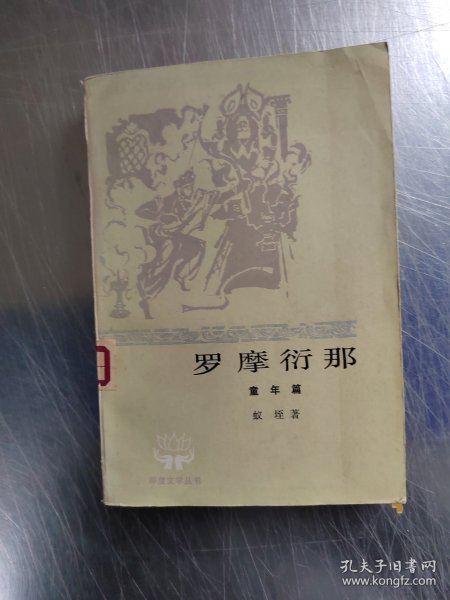 罗摩衍那
童年篇
蚁垤著
印度文学丛书
孔夫子旧书网
www.kongfz.com